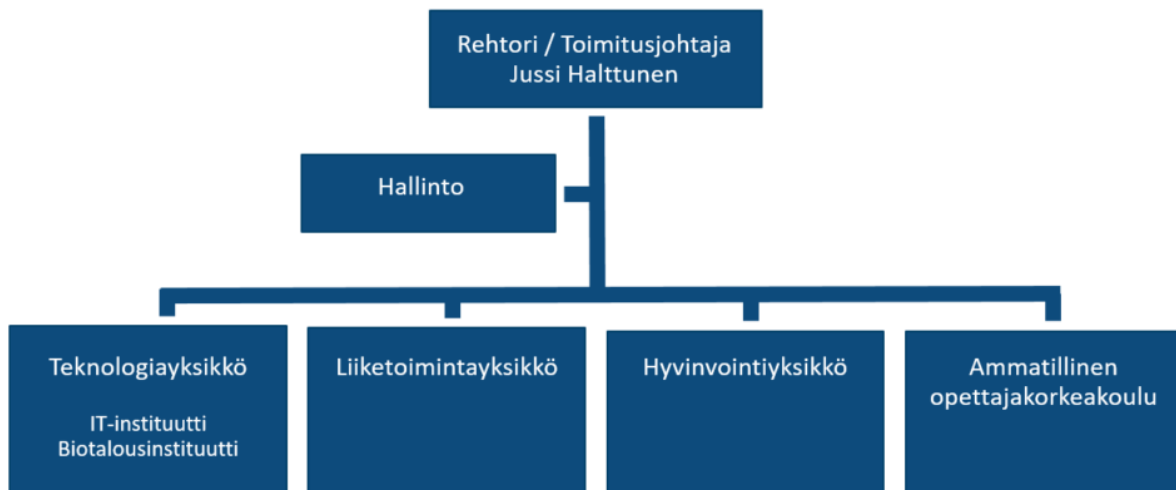 Rehtori / Toimitusjohtaja
Jussi Halttunen
Hallinto
Teknologiayksikkö
IT-instituutti
Biotalousinstituutti
Liiketoimintayksikkö
Hyvinvointiyksikkö
Ammatillinen
opettajakorkeakoulu